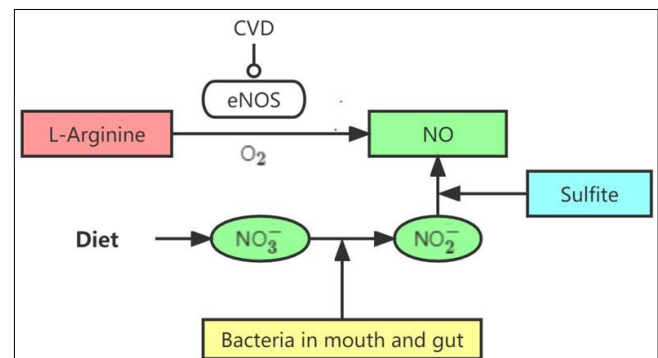 CVD
eNOS
L-Arginine
NO
O₂
Sulfite
Diet
NO₃⁻
NO₂⁻
Bacteria in mouth and gut